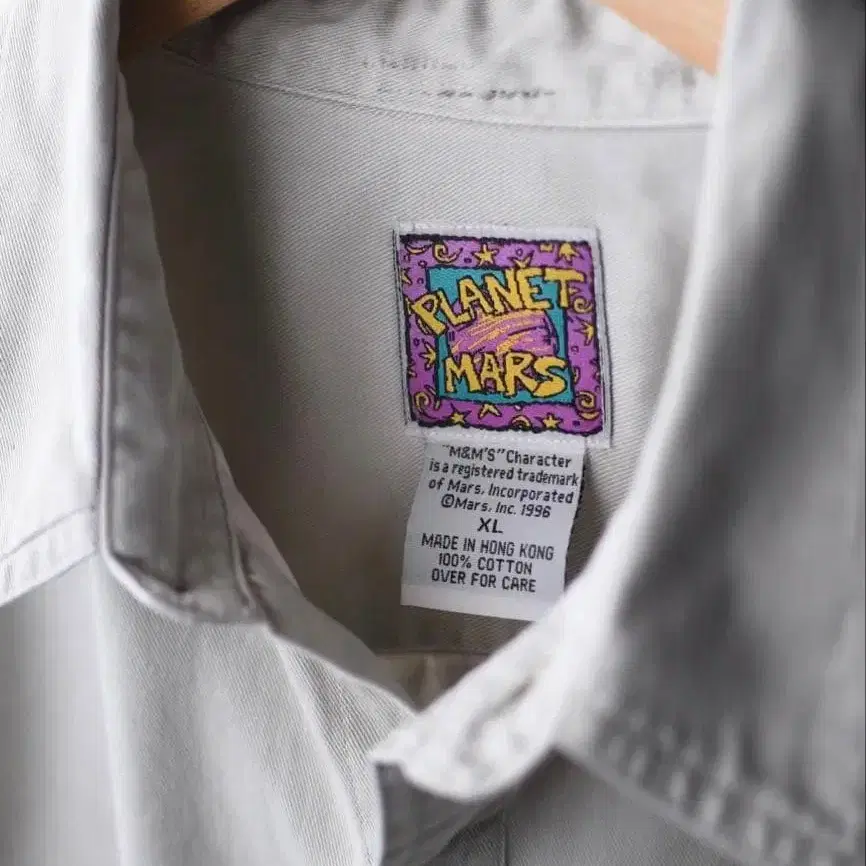 PLANET
MARS
"M&M'S" Character
is a registered trademark
of Mars, Incorporated
©Mars, Inc. 1996
XL
MADE IN HONG KONG
100% COTTON
OVER FOR CARE